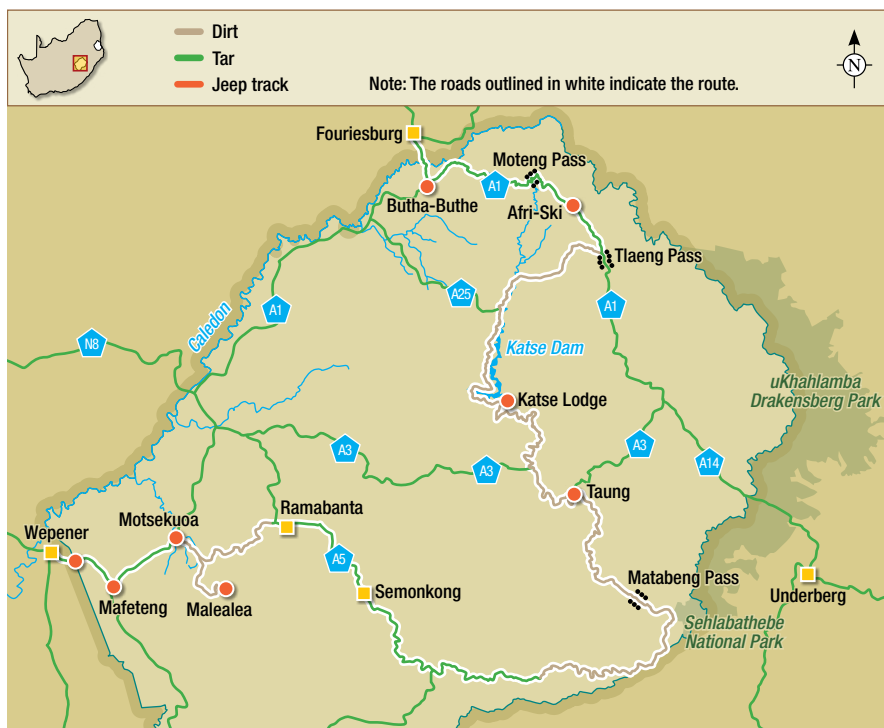 Dirt
Tar
Jeep track
Note: The roads outlined in white indicate the route.
N
Fouriesburg
Moteng Pass
A1
Butha-Buthe
Afri-Ski
Tlaeng Pass
A25
A1
A1
Caledon
N8
Katse Dam
uKhahlamba
Drakensberg Park
Katse Lodge
A3
A3
A3
A14
Taung
Motsekuoa
Ramabanta
Wepener
A5
Matabeng Pass
Semonkong
Underberg
Mafeteng
Malealea
Sehlabathebe
National Park